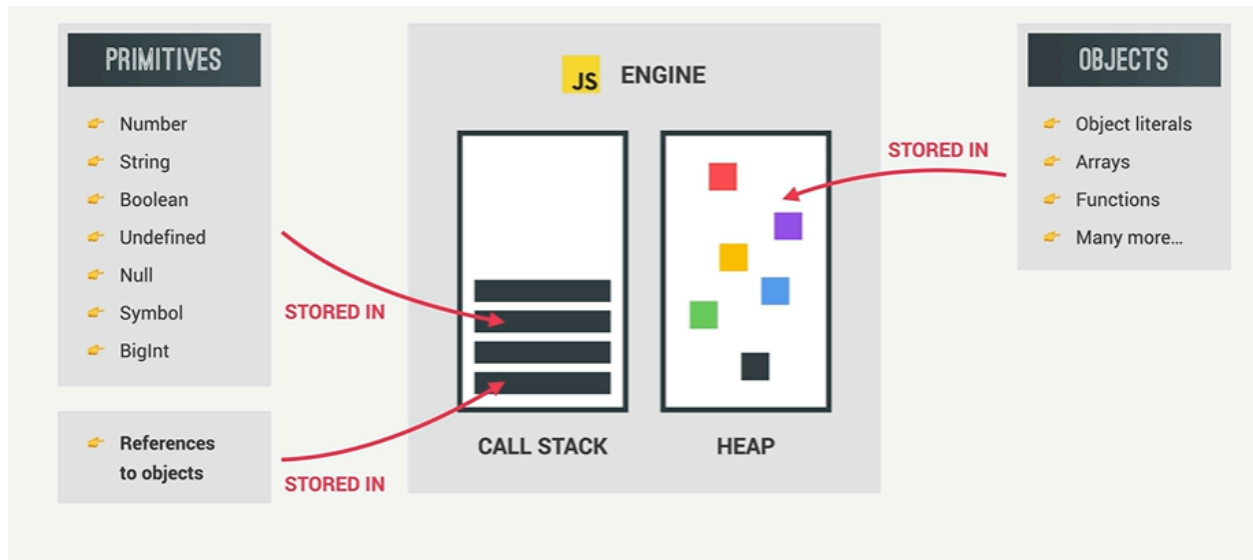 PRIMITIVES
Number
String
Boolean
Undefined
Null
Symbol
BigInt
References
to objects
STORED IN
STORED IN
JS ENGINE
CALL STACK
HEAP
STORED IN
OBJECTS
Object literals
Arrays
Functions
Many more…